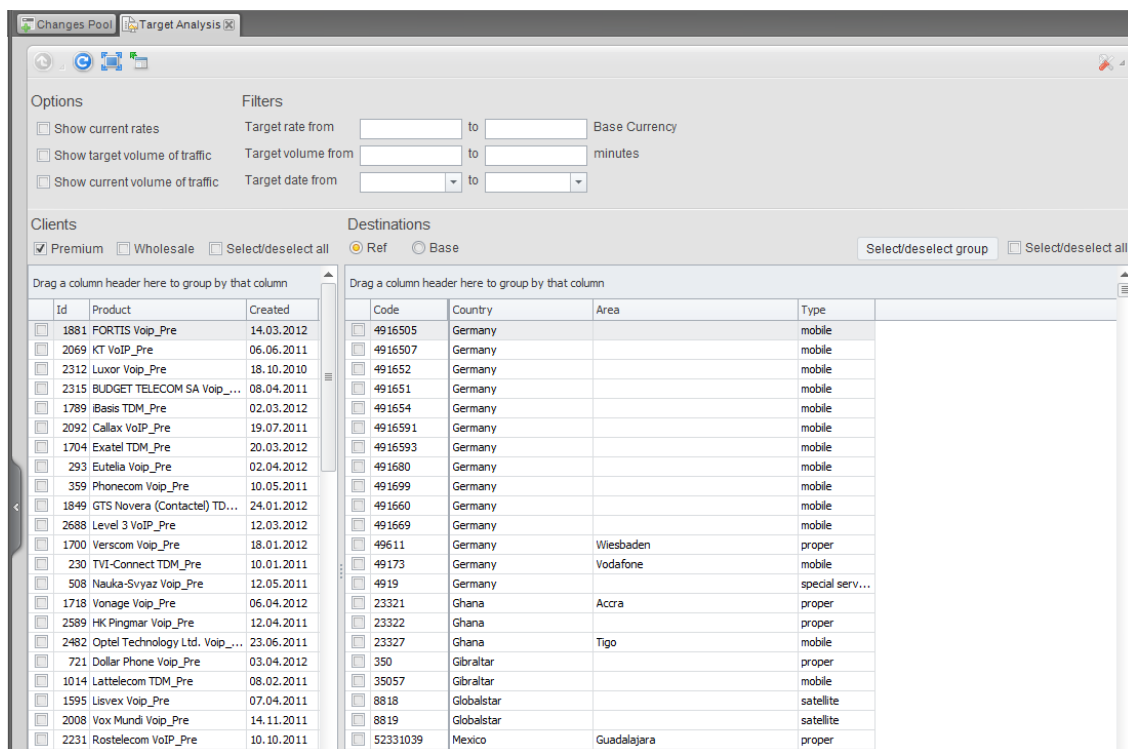 Changes Pool Target Analysis
Options Filters
Show current rates Target rate from to Base Currency
Show target volume of traffic Target volume from to minutes
Show current volume of traffic Target date from to
Clients Destinations
Premium Wholesale Select/deselect all Ref Base Select/deselect group Select/deselect all
Drag a column header here to group by that column Drag a column header here to group by that column
Id Product Created Code Country Area Type
1881 FORTIS Voip_Pre 14.03.2012 4916505 Germany mobile
2069 KT VoIP_Pre 06.06.2011 4916507 Germany mobile
2312 Luxor Voip_Pre 18.10.2010 491652 Germany mobile
2315 BUDGET TELECOM SA Voip_... 08.04.2011 491651 Germany mobile
1789 iBasis TDM_Pre 02.03.2012 491654 Germany mobile
2092 Callax VoIP_Pre 19.07.2011 4916591 Germany mobile
1704 Exatel TDM_Pre 20.03.2012 4916593 Germany mobile
293 Eutelia Voip_Pre 02.04.2012 491680 Germany mobile
359 Phonecom Voip_Pre 10.05.2011 491699 Germany mobile
1849 GTS Novera (Contactel) TD... 24.01.2012 491660 Germany mobile
2688 Level 3 VoIP_Pre 12.03.2012 491669 Germany mobile
1700 Verscom Voip_Pre 18.01.2012 49611 Germany Wiesbaden proper
230 TVI-Connect TDM_Pre 10.01.2011 49173 Germany Vodafone mobile
508 Nauka-Svyaz Voip_Pre 12.05.2011 4919 Germany special serv...
1718 Vonage Voip_Pre 06.04.2012 23321 Ghana Accra proper
2589 HK Pingmar Voip_Pre 12.04.2011 23322 Ghana proper
2482 Optel Technology Ltd. Voip_... 23.06.2011 23327 Ghana Tigo mobile
721 Dollar Phone Voip_Pre 03.04.2012 350 Gibraltar proper
1014 Lattelecom TDM_Pre 08.02.2011 35057 Gibraltar mobile
1595 Lisvex Voip_Pre 07.04.2011 8818 Globalstar satellite
2008 Vox Mundi Voip_Pre 14.11.2011 8819 Globalstar satellite
2231 Rostelecom VoIP_Pre 10.10.2011 52331039 Mexico Guadalajara proper